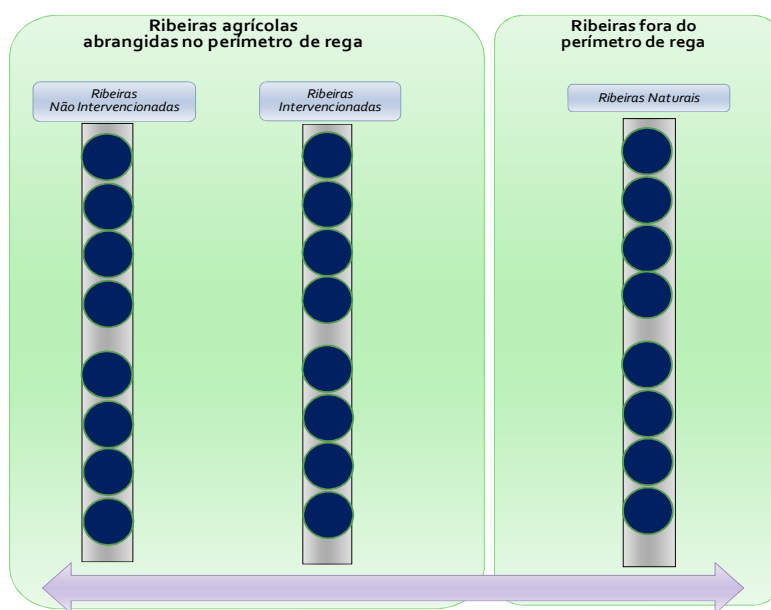 Ribeiras agrícolas
abrangidas no perímetro de rega
Ribeiras
Não Intervencionadas
Ribeiras
Intervencionadas
Ribeiras fora do
perímetro de rega
Ribeiras Naturais